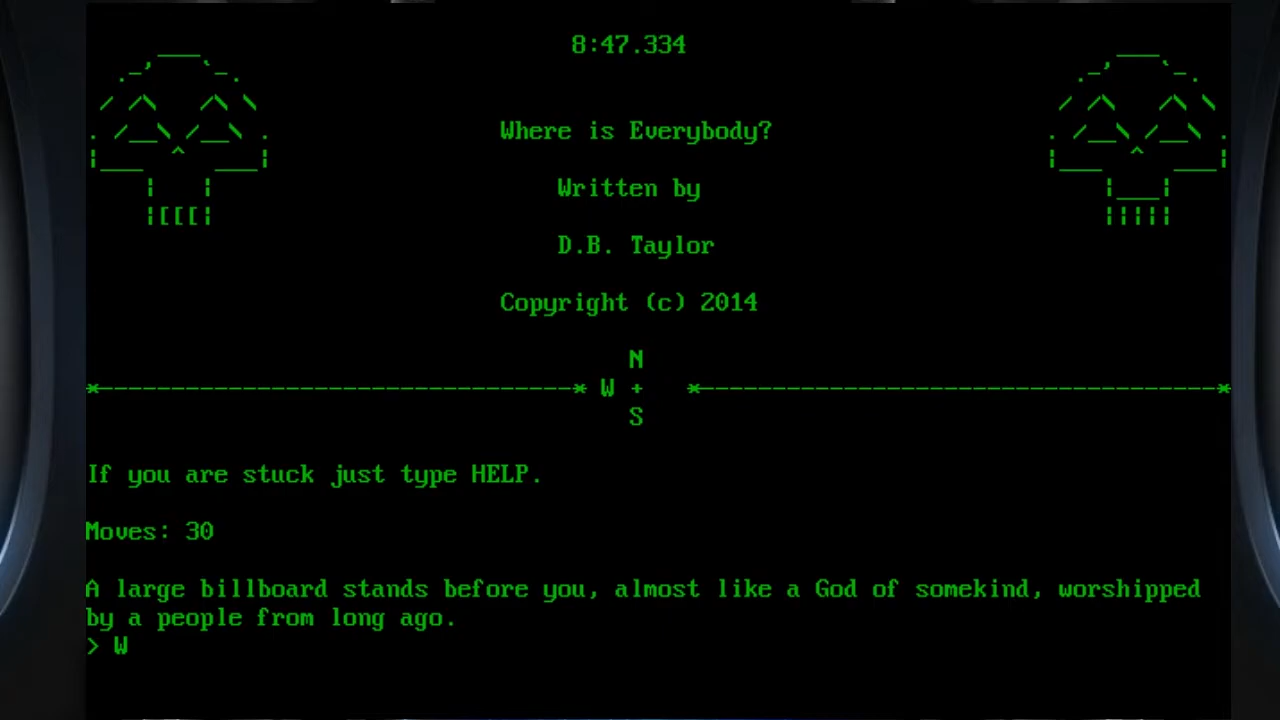 8:47.334
Where is Everybody?
Written by
D.B. Taylor
Copyright (c) 2014
N
W +
S
If you are stuck just type HELP.
Moves: 30
A large billboard stands before you, almost like a God of somekind, worshipped
by a people from long ago.
> W